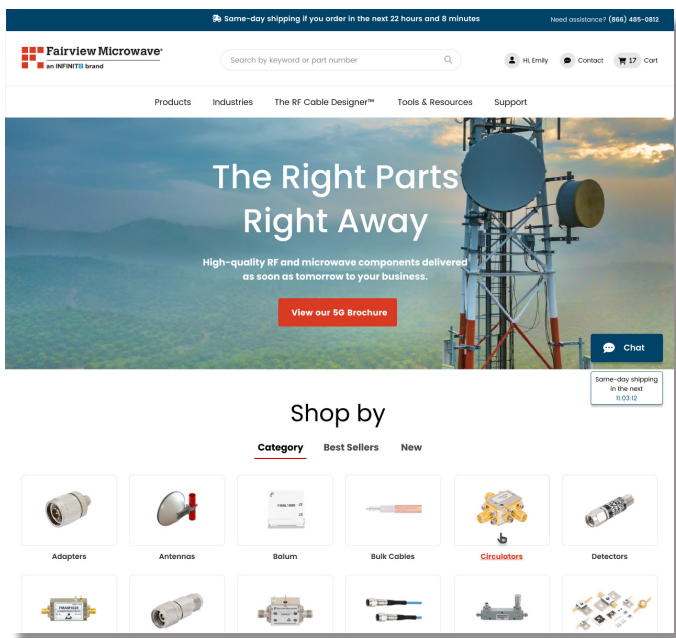 Same-day shipping if you order in the next 22 hours and 8 minutes
Need assistance? (866) 485-0812
Fairview Microwave®
an INFINIT® brand
Search by keyword or part number
Hi, Emily
Contact
17 Cart
Products
Industries
The RF Cable Designer™
Tools & Resources
Support
The Right Parts
Right Away
High-quality RF and microwave components delivered
as soon as tomorrow to your business.
View our 5G Brochure
Chat
Same-day shipping
in the next
11:03:12
Shop by
Category
Best Sellers
New
Adapters
Antennas
Balum
Bulk Cables
Circulators
Detectors